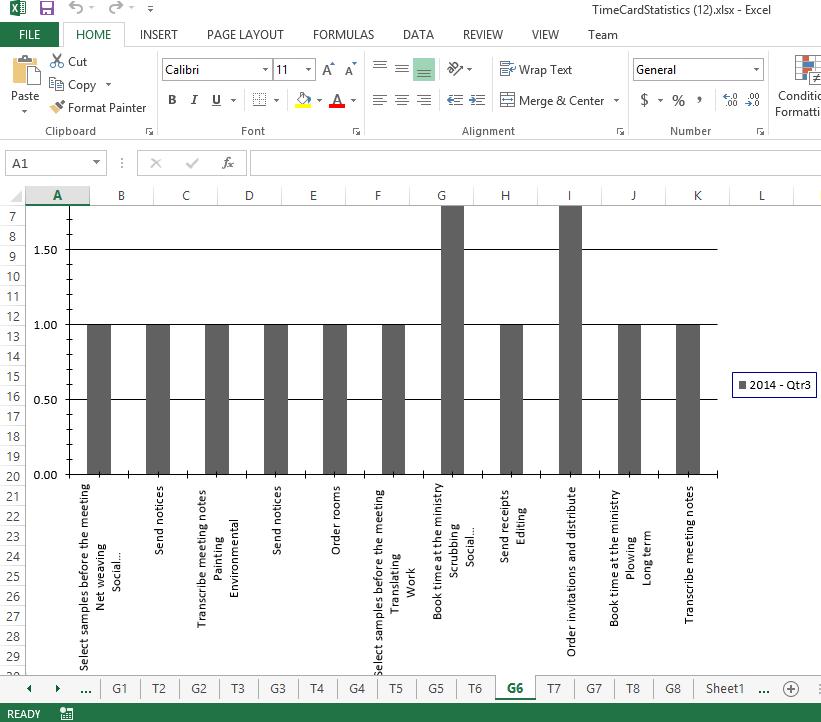 TimeCardStatistics (12).xlsx - Excel
FILE HOME INSERT PAGE LAYOUT FORMULAS DATA REVIEW VIEW Team
Paste
Cut
Copy
Format Painter
Clipboard
Calibri 11
B I U
Font
Wrap Text
Merge & Center
Alignment
General
$ % ,
Number
Conditio
Formatti
A1
fx
A B C D E F G H I J K L
7
8
9
10
11
12
13
14
15
16
17
18
19
20
21
22
23
24
25
26
27
28
29
1.50
1.00
0.50
0.00
2014 - Qtr3
Select samples before the meeting
Net weaving
Social...
Send notices
Transcribe meeting notes
Painting
Environmental
Send notices
Order rooms
Select samples before the meeting
Translating
Work
Book time at the ministry
Scrubbing
Social...
Send receipts
Editing
Order invitations and distribute
Book time at the ministry
Plowing
Long term
Transcribe meeting notes
... G1 T2 G2 T3 G3 T4 G4 T5 G5 T6 G6 T7 G7 T8 G8 Sheet1 ...
READY